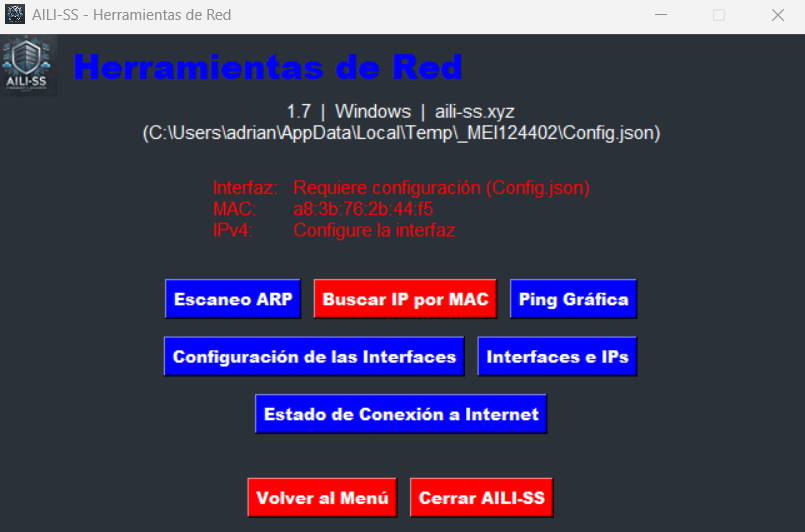 AILI-SS - Herramientas de Red
AILI-SS
Herramientas de Red
1.7 | Windows | aili-ss.xyz
(C:\Users\adrian\AppData\Local\Temp\_MEI124402\Config.json)
Interfaz: Requiere configuración (Config.json)
MAC: a8:3b:76:2b:44:f5
IPv4: Configure la interfaz
Escaneo ARP Buscar IP por MAC Ping Gráfica
Configuración de las Interfaces Interfaces e IPs
Estado de Conexión a Internet
Volver al Menú Cerrar AILI-SS